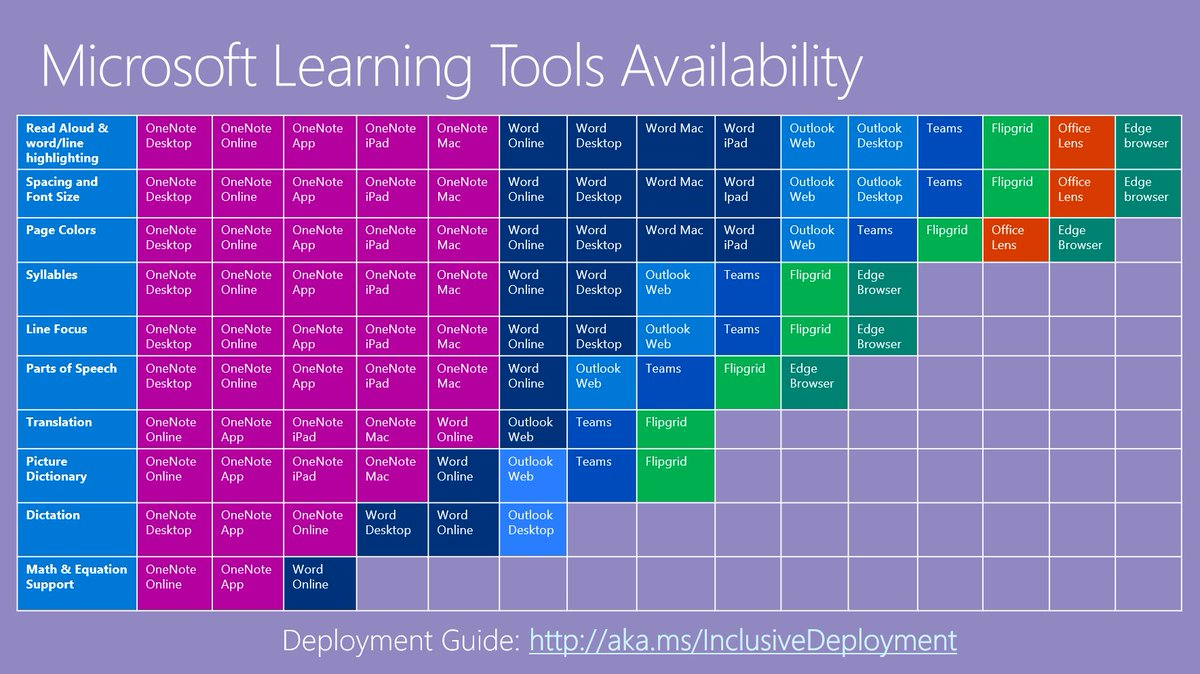 Microsoft Learning Tools Availability
Read Aloud & word/line highlighting OneNote Desktop OneNote Online OneNote App OneNote iPad OneNote Mac Word Online Word Desktop Word Mac Word iPad Outlook Web Outlook Desktop Teams Flipgrid Office Lens Edge browser
Spacing and Font Size OneNote Desktop OneNote Online OneNote App OneNote iPad OneNote Mac Word Online Word Desktop Word Mac Word Ipad Outlook Web Outlook Desktop Teams Flipgrid Office Lens Edge browser
Page Colors OneNote Desktop OneNote Online OneNote App OneNote iPad OneNote Mac Word Online Word Desktop Word Mac Word iPad Outlook Web Teams Flipgrid Office Lens Edge Browser
Syllables OneNote Desktop OneNote Online OneNote App OneNote iPad OneNote Mac Word Online Word Desktop Outlook Web Teams Flipgrid Edge Browser
Line Focus OneNote Desktop OneNote Online OneNote App OneNote iPad OneNote Mac Word Online Word Desktop Outlook Web Teams Flipgrid Edge Browser
Parts of Speech OneNote Desktop OneNote Online OneNote App OneNote iPad OneNote Mac Word Online Outlook Web Teams Flipgrid Edge Browser
Translation OneNote Online OneNote App OneNote iPad OneNote Mac Word Online Outlook Web Teams Flipgrid
Picture Dictionary OneNote Online OneNote App OneNote iPad OneNote Mac Word Online Outlook Web Teams Flipgrid
Dictation OneNote Desktop OneNote App OneNote Online Word Desktop Word Online Outlook Desktop
Math & Equation Support OneNote Online OneNote App Word Online
Deployment Guide: http://aka.ms/InclusiveDeployment